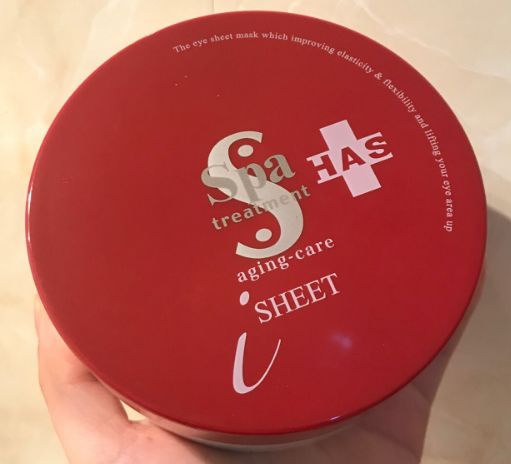 The eye sheet mask which improving elasticity & flexibility and lifting your eye area up
S
Spa
treatment
HAS
aging-care
i SHEET